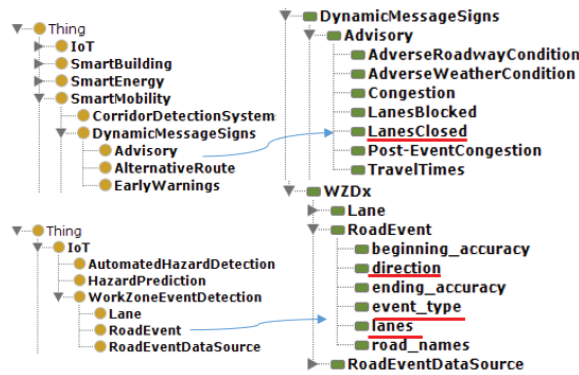 Thing
IoT
SmartBuilding
SmartEnergy
SmartMobility
CorridorDetectionSystem
DynamicMessageSigns
Advisory
AlternativeRoute
EarlyWarnings
Thing
IoT
AutomatedHazardDetection
HazardPrediction
WorkZoneEventDetection
Lane
RoadEvent
RoadEventDataSource
DynamicMessageSigns
Advisory
AdverseRoadwayCondition
AdverseWeatherCondition
Congestion
LanesBlocked
LanesClosed
Post-EventCongestion
TravelTimes
WZDx
Lane
RoadEvent
beginning_accuracy
direction
ending_accuracy
event_type
lanes
road_names
RoadEventDataSource